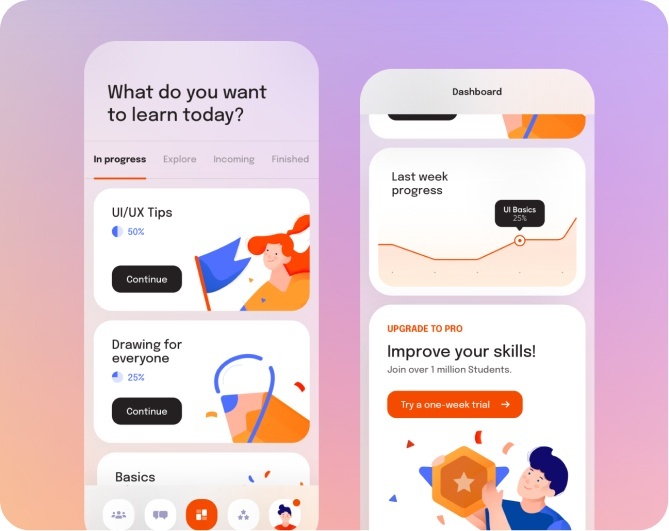 What do you want
to learn today?
In progress
Explore
Incoming
Finished
UI/UX Tips
50%
Continue
Drawing for
everyone
25%
Continue
Basics
Dashboard
Last week
progress
UI Basics
25%
UPGRADE TO PRO
Improve your skills!
Join over 1 million Students.
Try a one-week trial